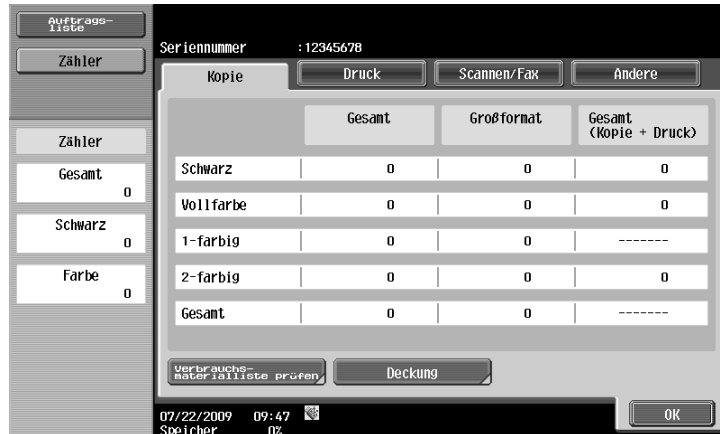 Auftrags-
liste
Zähler
Seriennummer :12345678
Kopie Druck Scannen/Fax Andere
Zähler
Gesamt
0
Schwarz
0
Farbe
0
Gesamt Großformat Gesamt
(Kopie + Druck)
Schwarz 0 0 0
Vollfarbe 0 0 0
1-farbig 0 0 -------
2-farbig 0 0 0
Gesamt 0 0 -------
Verbrauchs-
materialliste prüfen
Deckung
07/22/2009 09:47
Speicher 0%
OK